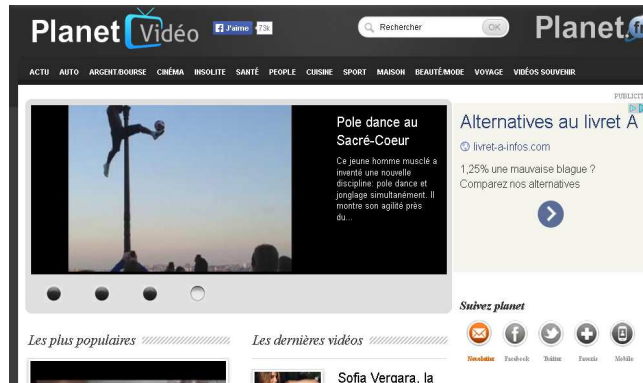 Planet Vidéo
J'aime 73k
Rechercher
OK
Planet.fr
ACTU AUTO ARGENT/BOURSE CINÉMA INSOLITE SANTÉ PEOPLE CUISINE SPORT MAISON BEAUTÉ/MODE VOYAGE VIDÉOS SOUVENIR
Pole dance au
Sacré-Coeur
Ce jeune homme musclé a
inventé une nouvelle
discipline: pole dance et
jonglage simultanément. Il
montre son agilité près
du...
PUBLICIT
Alternatives au livret A
livret-a-infos.com
1,25% une mauvaise blague ?
Comparez nos alternatives
Suivez planet
Newsletter Facebook Twitter Favoris Mobile
Les plus populaires
Les dernières vidéos
Sofia Vergara, la